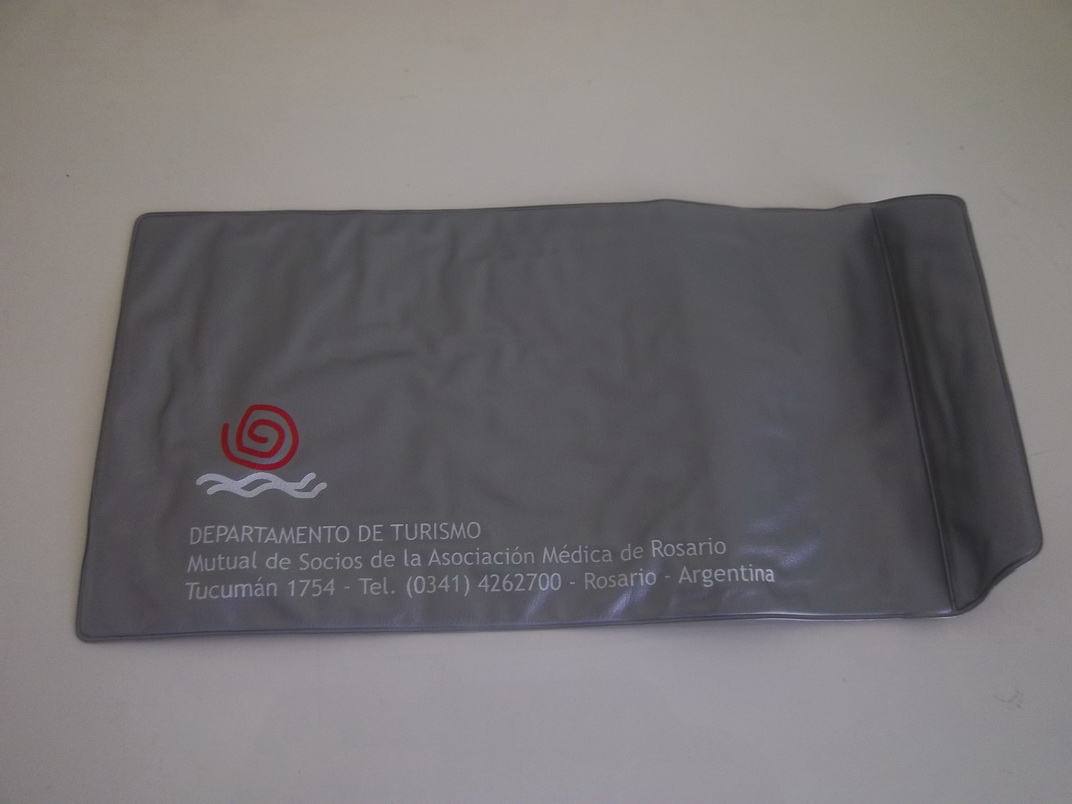 DEPARTAMENTO DE TURISMO
Mutual de Socios de la Asociación Médica de Rosario
Tucumán 1754 - Tel. (0341) 4262700 - Rosario - Argentina